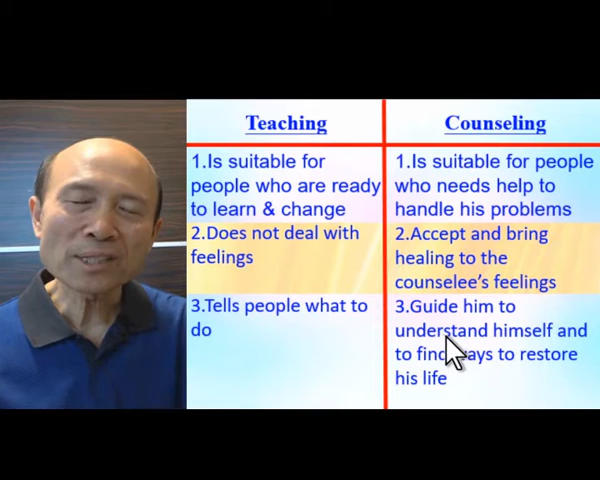 Teaching
Counseling
1.Is suitable for
people who are ready
to learn & change
1.Is suitable for people
who needs help to
handle his problems
2.Does not deal with
feelings
2.Accept and bring
healing to the
counselee's feelings
3.Tells people what to
do
3.Guide him to
understand himself and
to find ways to restore
his life